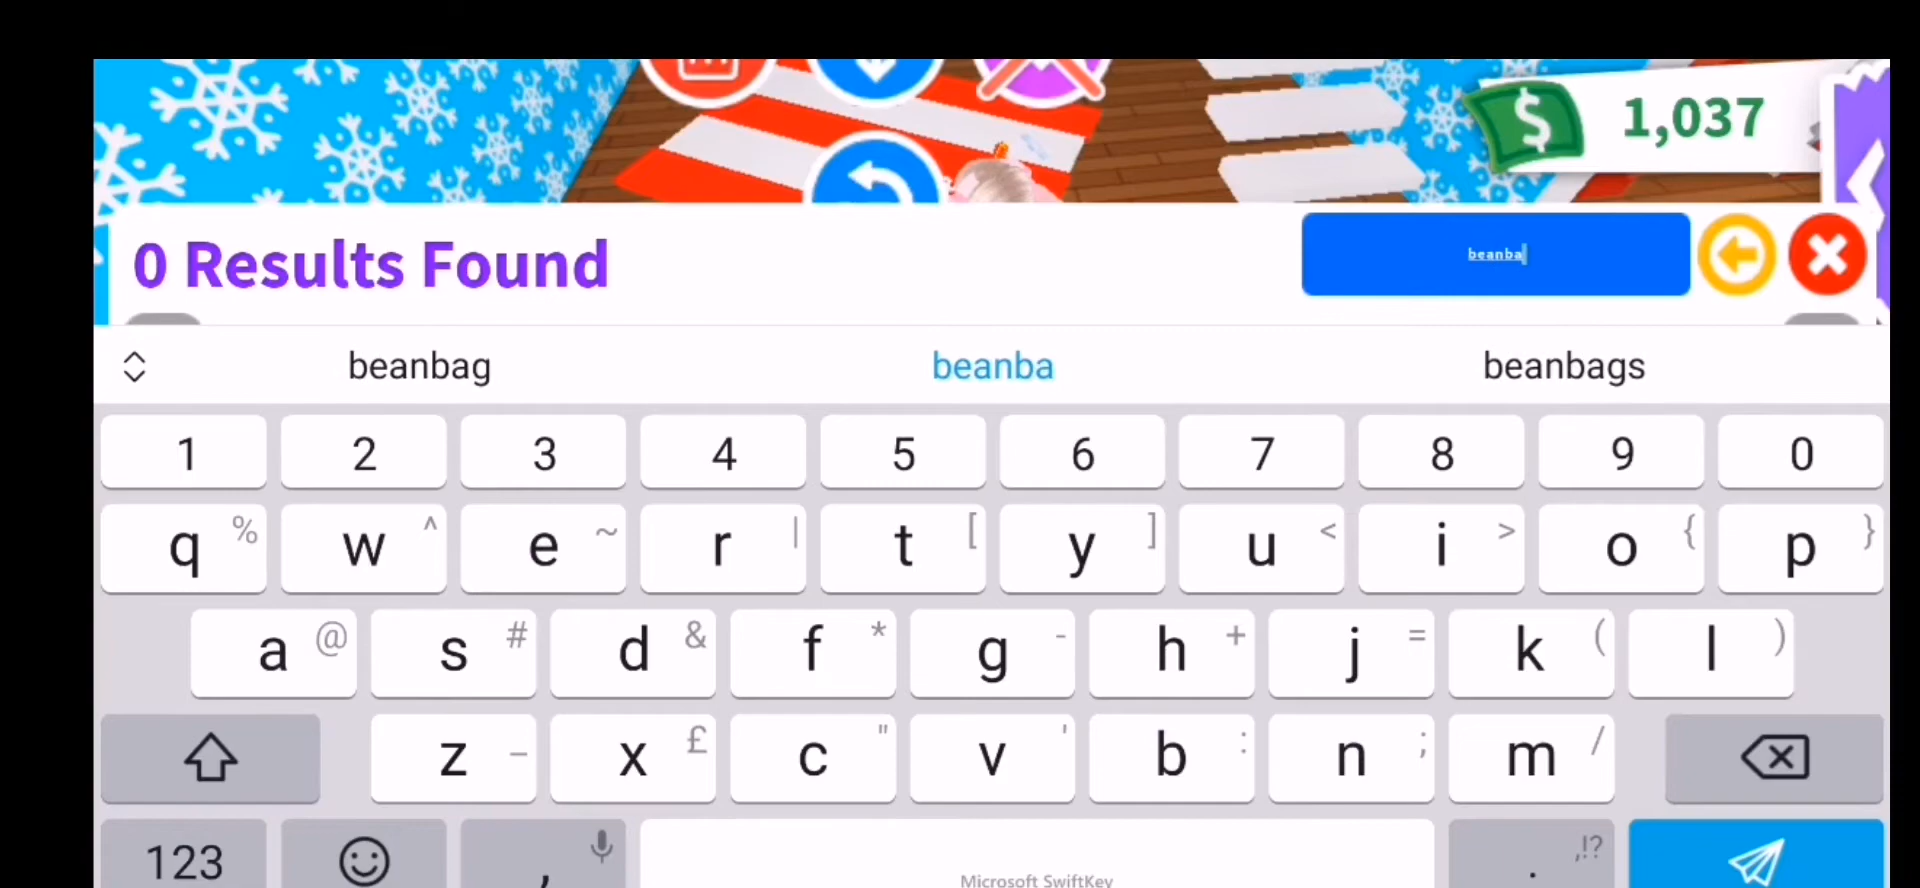 $ 1,037
0 Results Found
beanba
beanbag beanba beanbags
1 2 3 4 5 6 7 8 9 0
q % w ^ e ~ r | t [ y ] u < i > o { p }
a @ s # d & f * g - h + j = k ( l )
z _ x £ c " v ' b : n ; m /
123 , . ,!?
Microsoft SwiftKey